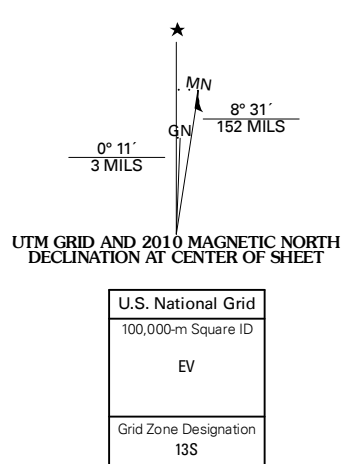 ★
MN
GN
8° 31´
152 MILS
0° 11´
3 MILS
UTM GRID AND 2010 MAGNETIC NORTH
DECLINATION AT CENTER OF SHEET
U.S. National Grid
100,000-m Square ID
EV
Grid Zone Designation
13S